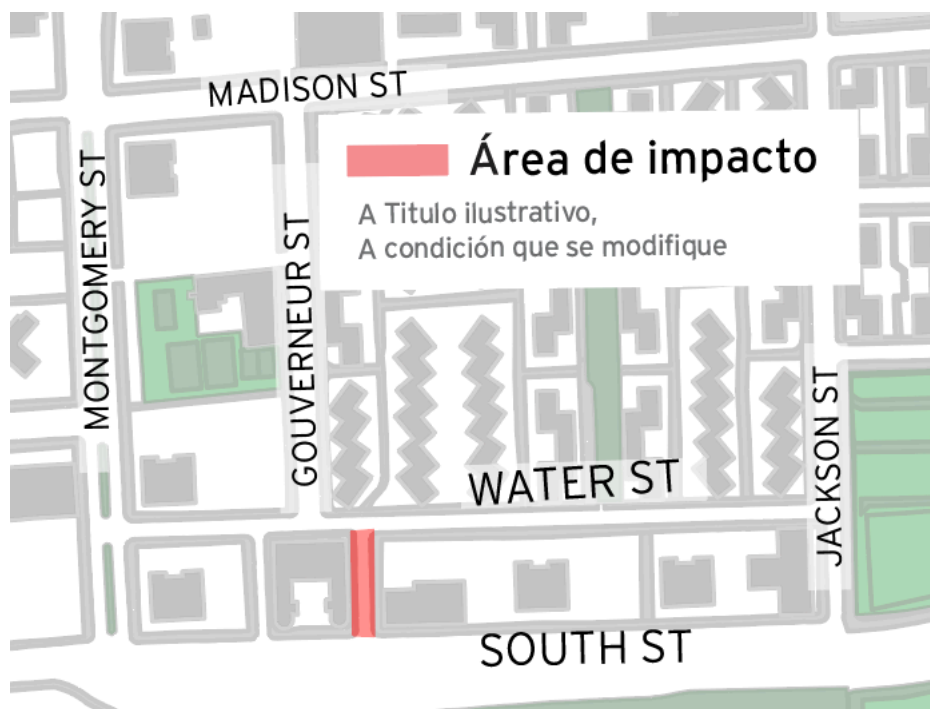 MADISON ST
Área de impacto
A Titulo ilustrativo,
A condición que se modifique
MONTGOMERY ST
GOUVERNEUR ST
JACKSON ST
WATER ST
SOUTH ST